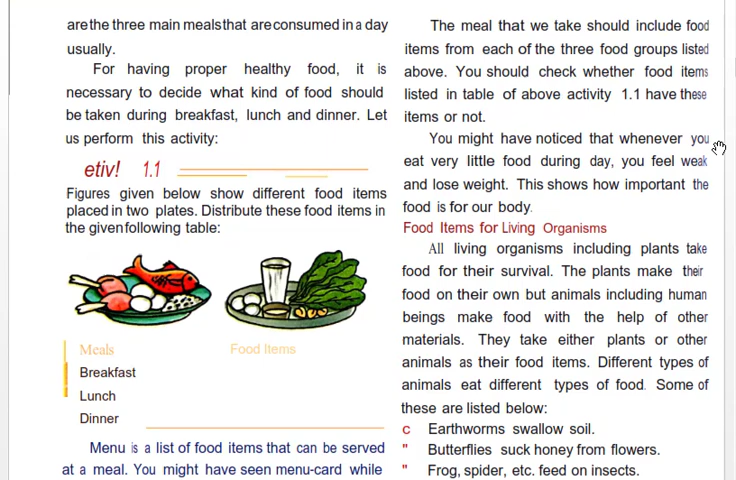 are the three main meals that are consumed in a day
usually.
For having proper healthy food, it is
necessary to decide what kind of food should
be taken during breakfast, lunch and dinner. Let
us perform this activity:
etiv! 1.1
Figures given below show different food items
placed in two plates. Distribute these food items in
the given following table:
Meals Food Items
Breakfast
Lunch
Dinner
Menu is a list of food items that can be served
at a meal. You might have seen menu-card while
The meal that we take should include food
items from each of the three food groups listed
above. You should check whether food items
listed in table of above activity 1.1 have these
items or not.
You might have noticed that whenever you
eat very little food during day, you feel weak
and lose weight. This shows how important the
food is for our body.
Food Items for Living Organisms
All living organisms including plants take
food for their survival. The plants make their
food on their own but animals including human
beings make food with the help of other
materials. They take either plants or other
animals as their food items. Different types of
animals eat different types of food. Some of
these are listed below:
c Earthworms swallow soil.
" Butterflies suck honey from flowers.
" Frog, spider, etc. feed on insects.